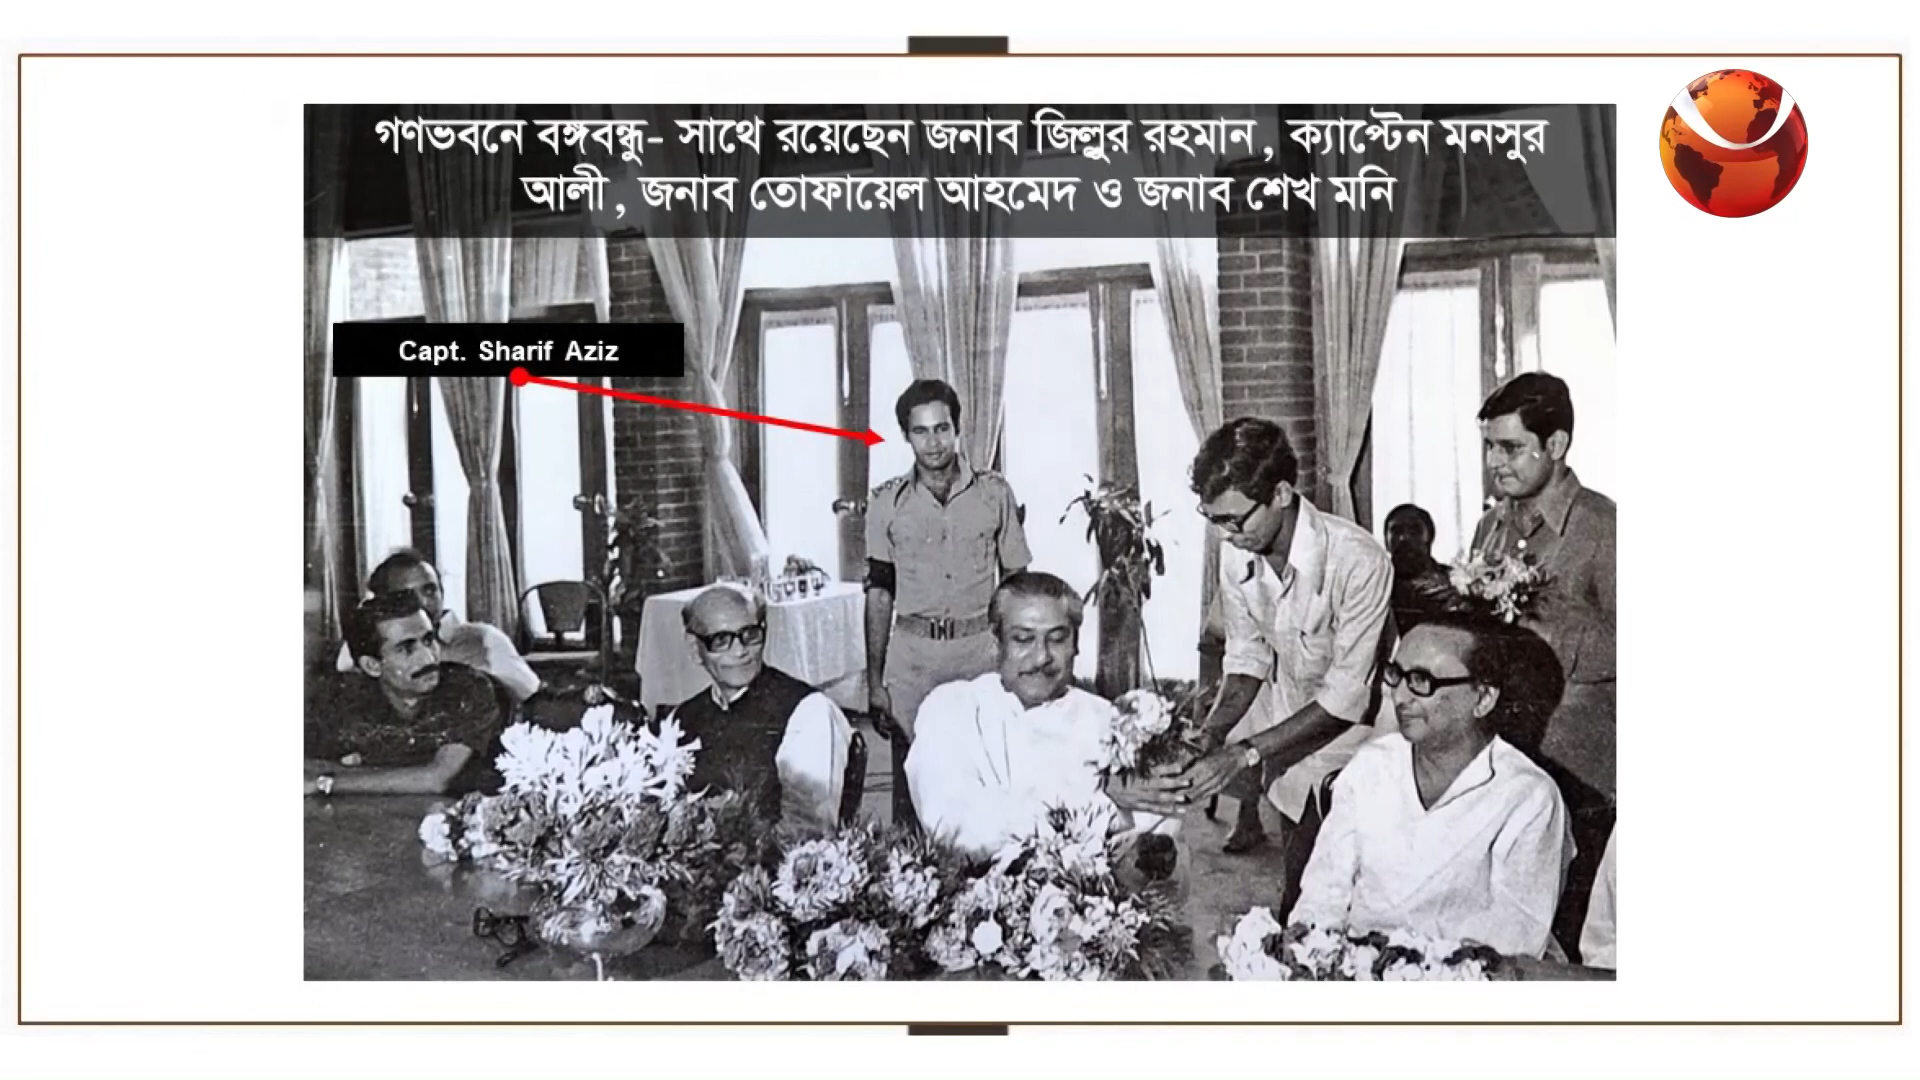 গণভবনে বঙ্গবন্ধু- সাথে রয়েছেন জনাব জিল্লুর রহমান, ক্যাপ্টেন মনসুর
আলী, জনাব তোফায়েল আহমেদ ও জনাব শেখ মনি
Capt. Sharif Aziz